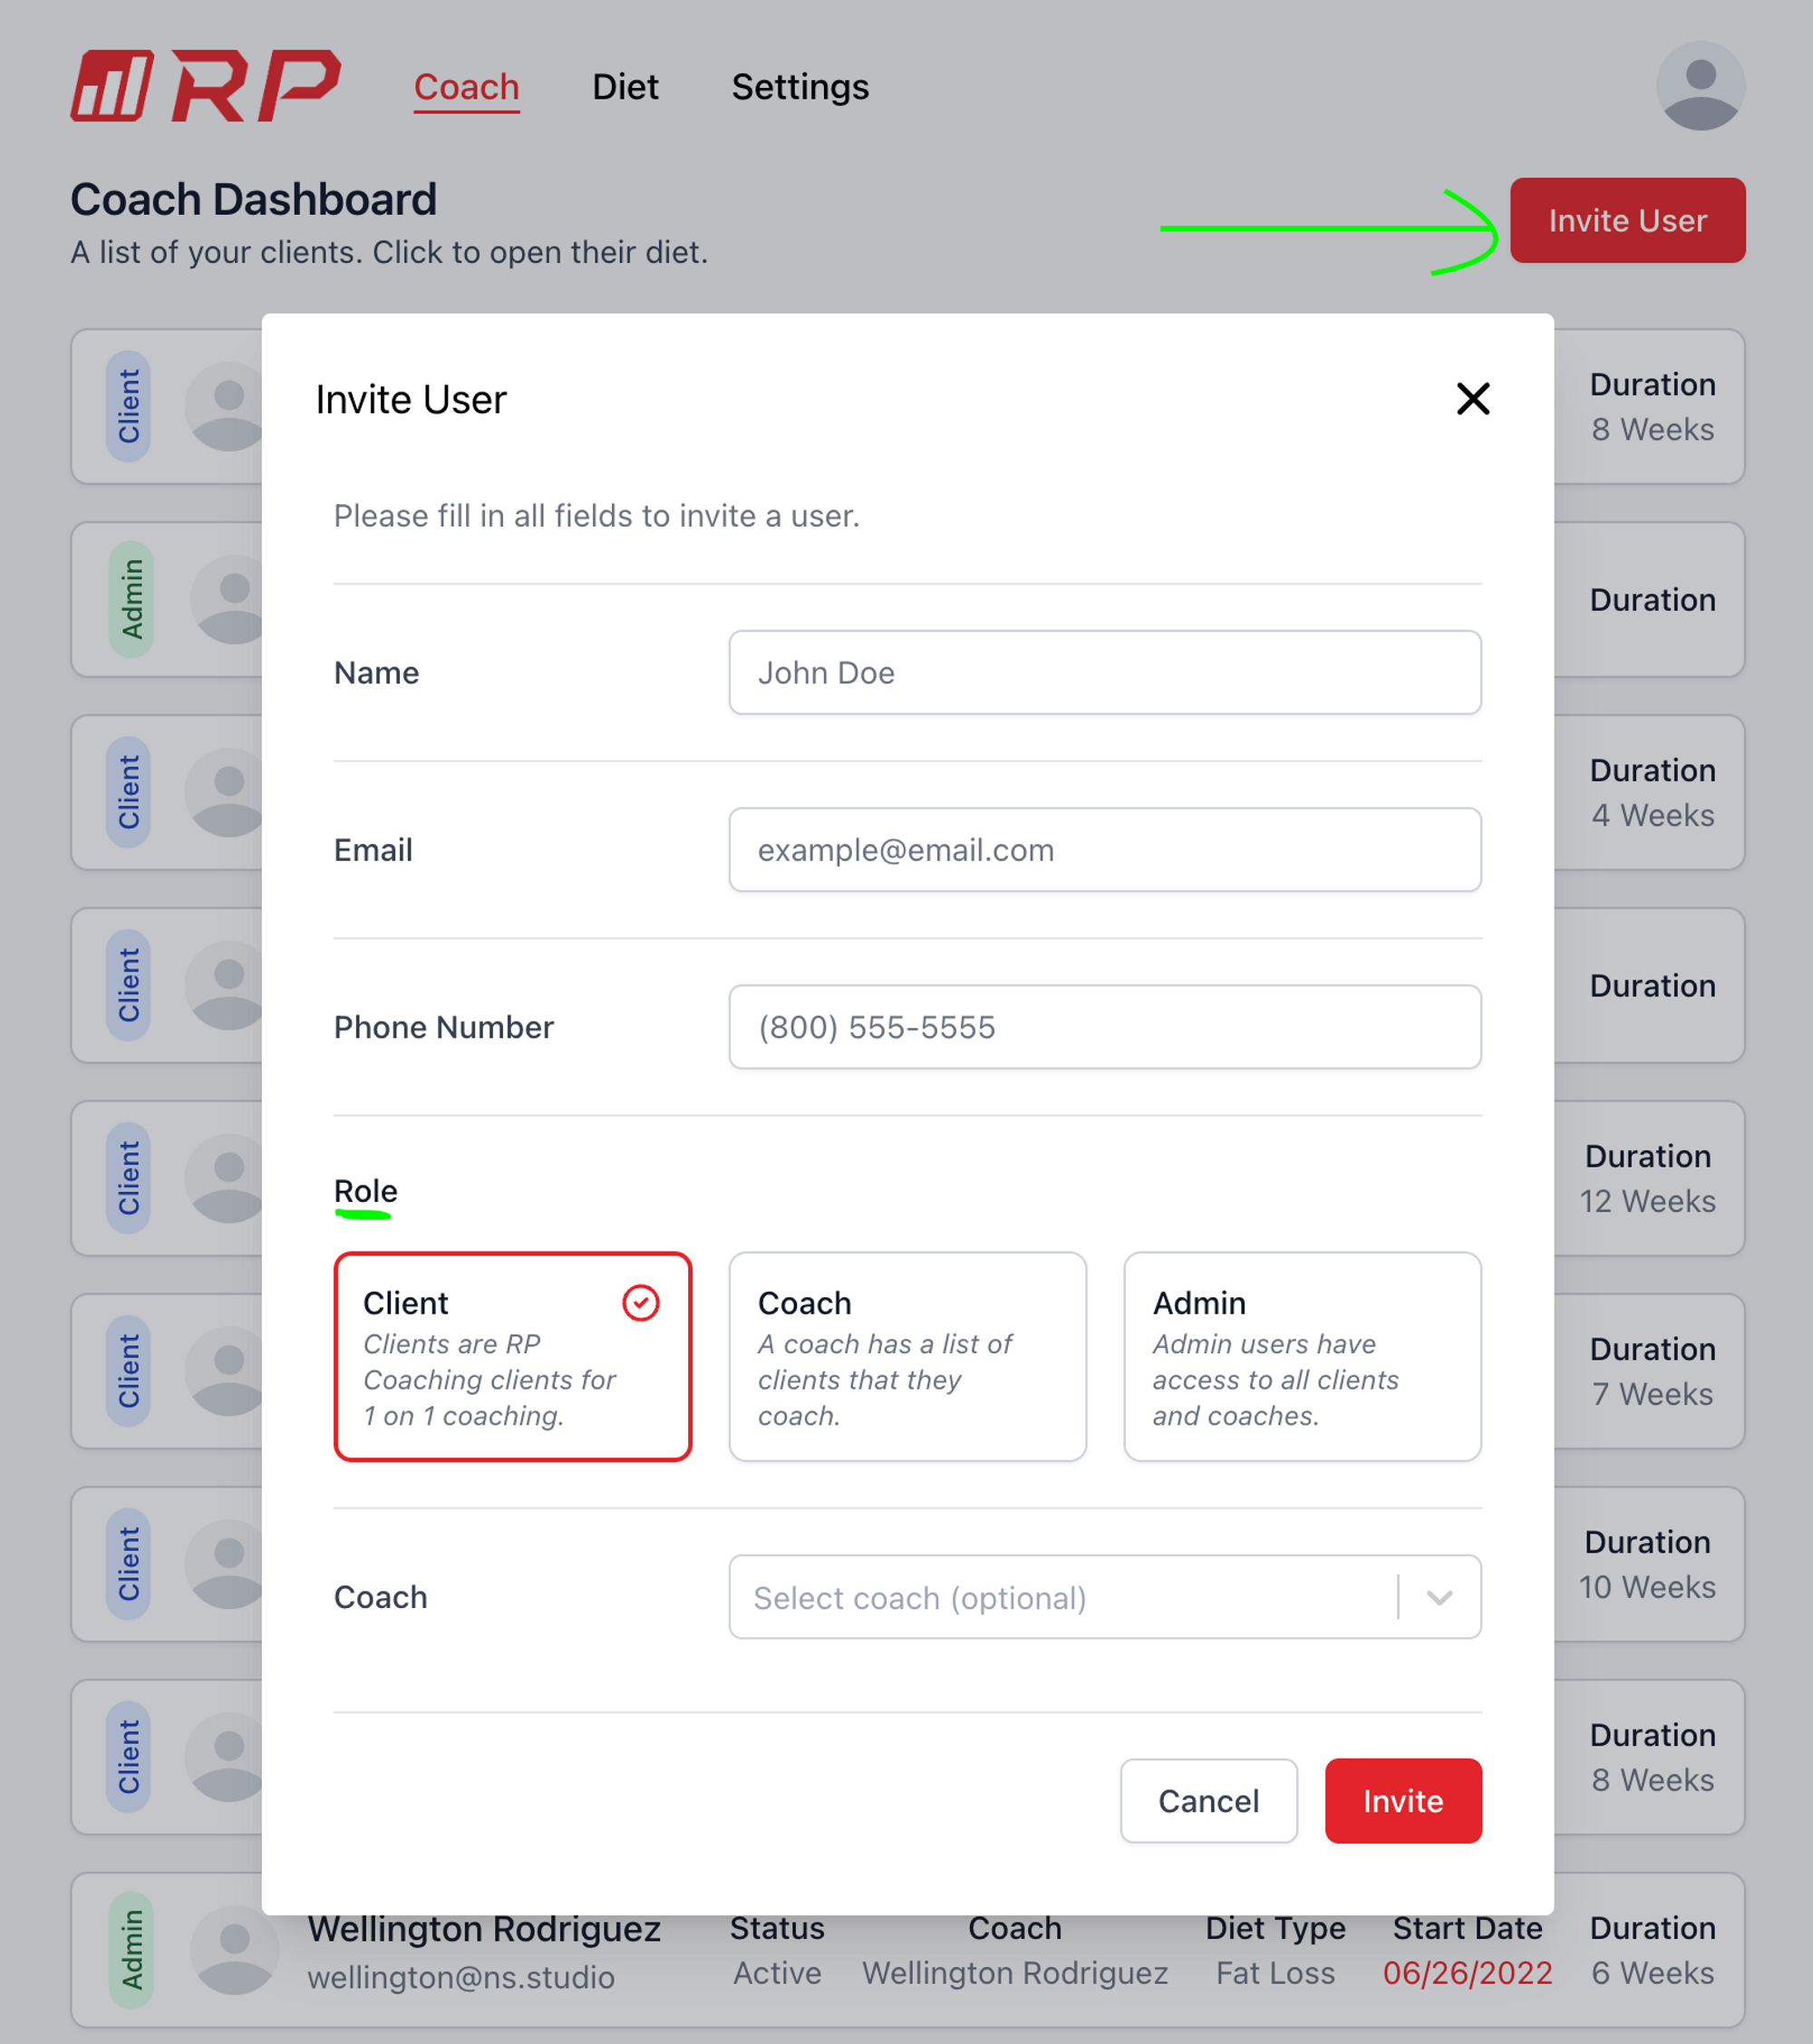 RP
Coach Diet Settings
Coach Dashboard
A list of your clients. Click to open their diet.
Invite User
Invite User
Please fill in all fields to invite a user.
Name
John Doe
Email
example@email.com
Phone Number
(800) 555-5555
Role
Client
Clients are RP
Coaching clients for
1 on 1 coaching.
Coach
A coach has a list of
clients that they
coach.
Admin
Admin users have
access to all clients
and coaches.
Coach
Select coach (optional)
Cancel
Invite
Client
Duration
8 Weeks
Admin
Duration
Client
Duration
4 Weeks
Client
Duration
Client
Duration
12 Weeks
Client
Duration
7 Weeks
Client
Duration
10 Weeks
Client
Duration
8 Weeks
Admin
Wellington Rodriguez
wellington@ns.studio
Status
Active
Coach
Wellington Rodriguez
Diet Type
Fat Loss
Start Date
06/26/2022
Duration
6 Weeks